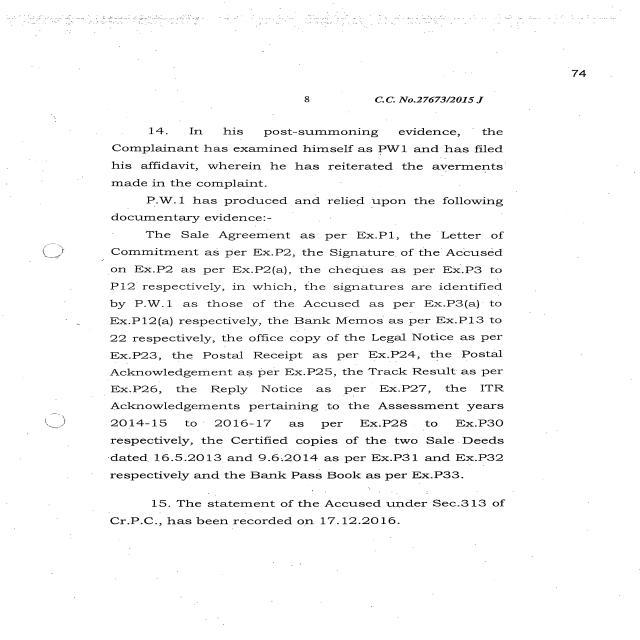 74
8 C.C. No.27673/2015 J
14. In his post-summoning evidence, the
Complainant has examined himself as PW1 and has filed
his affidavit, wherein he has reiterated the averments
made in the complaint.
P.W.1 has produced and relied upon the following
documentary evidence:-
The Sale Agreement as per Ex.P1, the Letter of
Commitment as per Ex.P2, the Signature of the Accused
on Ex.P2 as per Ex.P2(a), the cheques as per Ex.P3 to
P12 respectively, in which, the signatures are identified
by P.W.1 as those of the Accused as per Ex.P3(a) to
Ex.P12(a) respectively, the Bank Memos as per Ex.P13 to
22 respectively, the office copy of the Legal Notice as per
Ex.P23, the Postal Receipt as per Ex.P24, the Postal
Acknowledgement as per Ex.P25, the Track Result as per
Ex.P26, the Reply Notice as per Ex.P27, the ITR
Acknowledgements pertaining to the Assessment years
2014-15 to 2016-17 as per Ex.P28 to Ex.P30
respectively, the Certified copies of the two Sale Deeds
dated 16.5.2013 and 9.6.2014 as per Ex.P31 and Ex.P32
respectively and the Bank Pass Book as per Ex.P33.
15. The statement of the Accused under Sec.313 of
Cr.P.C., has been recorded on 17.12.2016.